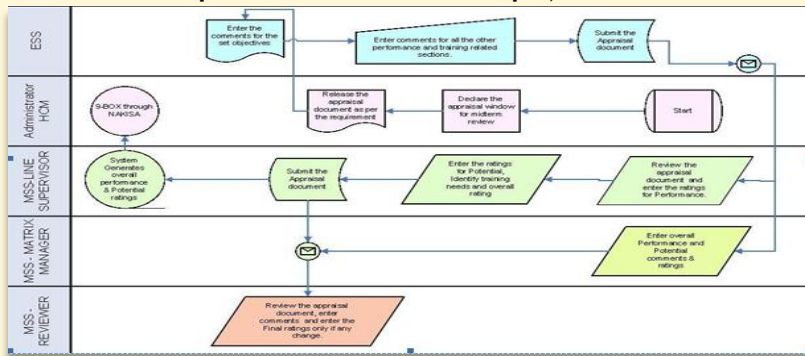 ESS
Enter the
comments for the
set objectives
Enter comments for all the other
performance and training related
sections.
Submit the
Appraisal
document
Administrator
HCM
9-BOX through
NAKISA
Release the
appraisal
document as per
the requirement
Declare the
appraisal window
for midterm
review
Start
MSS-LINE
SUPERVISOR
System
Generates
overall
performance
& Potential
ratings
Submit the
Appraisal
document
Enter the ratings
for Potential,
Identify training
needs and overall
rating
Review the
appraisal
document and
enter the ratings
for Performance.
MSS - MATRIX
MANAGER
Enter overall
Performance and
Potential
comments &
ratings
MSS -
REVIEWER
Review the appraisal
document, enter
comments and enter the
Final ratings only if any
change.